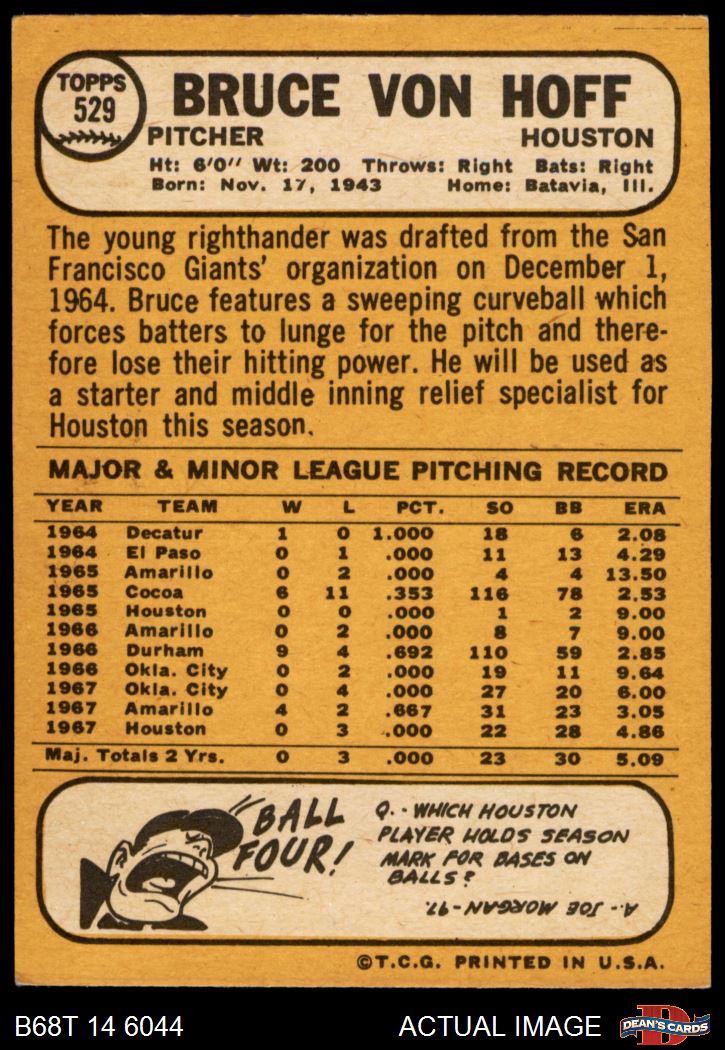 TOPPS
529
BRUCE VON HOFF
PITCHER HOUSTON
Ht: 6'0" Wt: 200 Throws: Right Bats: Right
Born: Nov. 17, 1943 Home: Batavia, Ill.
The young righthander was drafted from the San
Francisco Giants' organization on December 1,
1964. Bruce features a sweeping curveball which
forces batters to lunge for the pitch and there-
fore lose their hitting power. He will be used as
a starter and middle inning relief specialist for
Houston this season.
MAJOR & MINOR LEAGUE PITCHING RECORD
YEAR TEAM W L PCT. SO BB ERA
1964 Decatur 1 0 1.000 18 6 2.08
1964 El Paso 0 1 .000 11 13 4.29
1965 Amarillo 0 2 .000 4 4 13.50
1965 Cocoa 6 11 .353 116 78 2.53
1965 Houston 0 0 .000 1 2 9.00
1966 Amarillo 0 2 .000 8 7 9.00
1966 Durham 9 4 .692 110 59 2.85
1966 Okla. City 0 2 .000 19 11 9.64
1967 Okla. City 0 4 .000 27 20 6.00
1967 Amarillo 4 2 .667 31 23 3.05
1967 Houston 0 3 .000 22 28 4.86
Maj. Totals 2 Yrs. 0 3 .000 23 30 5.09
BALL
FOUR!
Q.- WHICH HOUSTON
PLAYER HOLDS SEASON
MARK FOR BASES ON
BALLS?
A.- JOE MORGAN-97.
©T.C.G. PRINTED IN U.S.A.
B68T 14 6044 ACTUAL IMAGE
D
DEAN'S CARDS